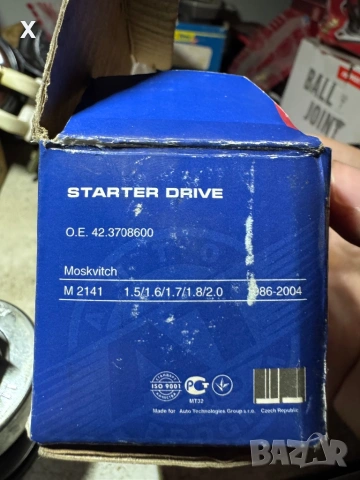 X
BALL
JOINT
STARTER DRIVE
O.E. 42.3708600
Moskvitch
M 2141 1.5/1.6/1.7/1.8/2.0 1986-2004
ISO 9001
MT32
Made for Auto Technologies Group s.r.o. Czech Republic
BAZAR